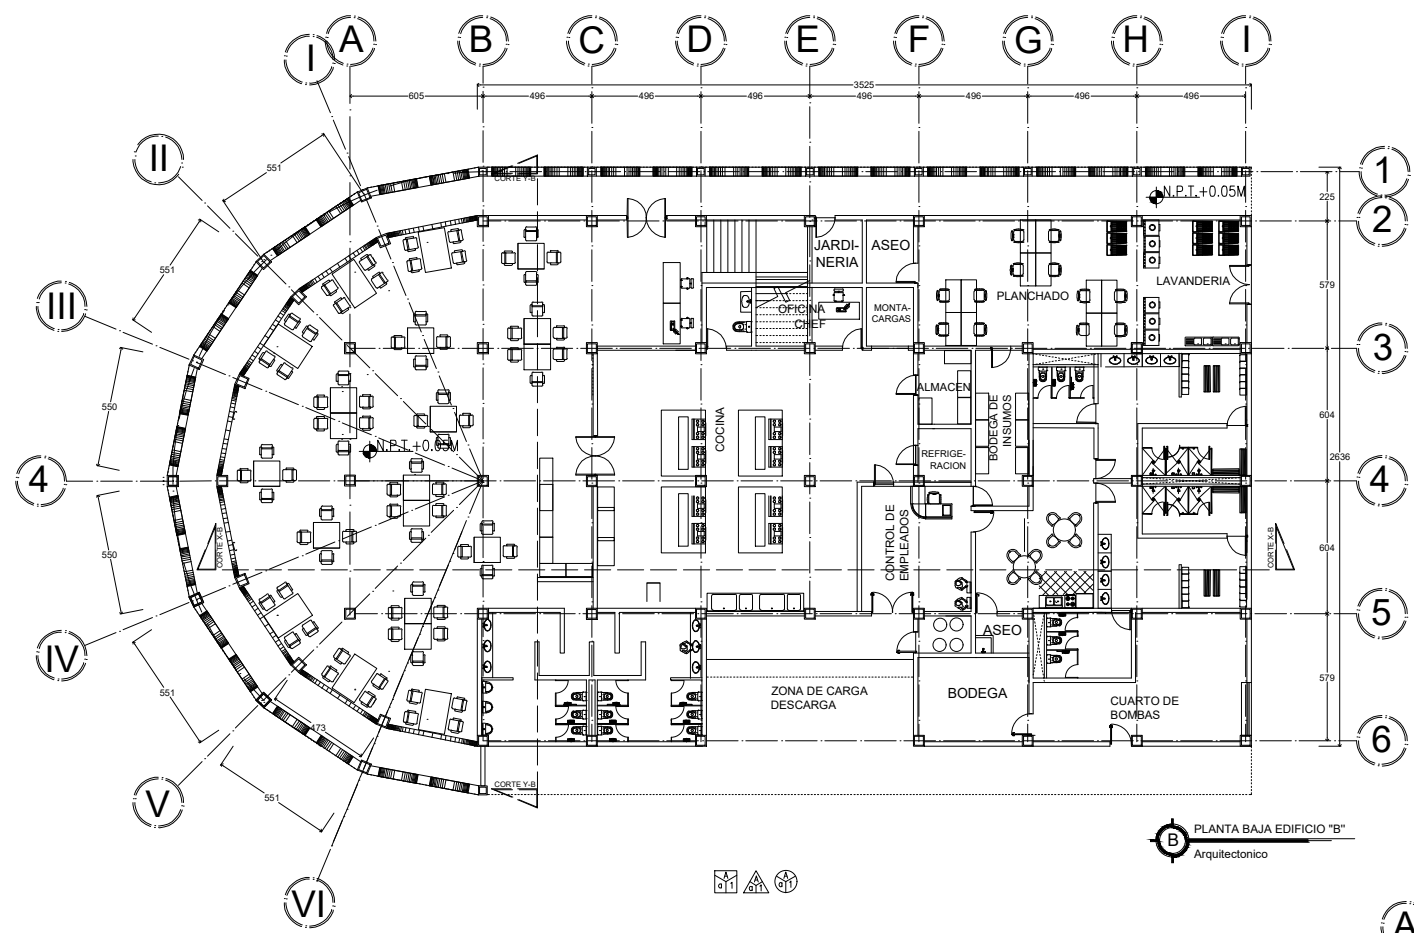 A B C D E F G H I
I
3525
605 496 496 496 496 496 496 496
II
551
CORTE Y-B
1
N.P.T.+0.05M
225
2
JARDI-
NERIA
ASEO
551
579
III
PLANCHADO
LAVANDERIA
OFICINA
CHEF
MONTA-
CARGAS
3
550
ALMACEN
COCINA
BODEGA DE
INSUMOS
604
N.P.T.+0.05M
REFRIGE-
RACION
2636
4
4
CONTROL DE
EMPLEADOS
550
CORTE X-B
CORTE X-B
604
5
IV
ASEO
551
ZONA DE CARGA
DESCARGA
BODEGA
CUARTO DE
BOMBAS
579
473
6
V
551
CORTE Y-B
VI
B
PLANTA BAJA EDIFICIO "B"
Arquitectonico
A
a 1
A
a 1
A
a 1
A